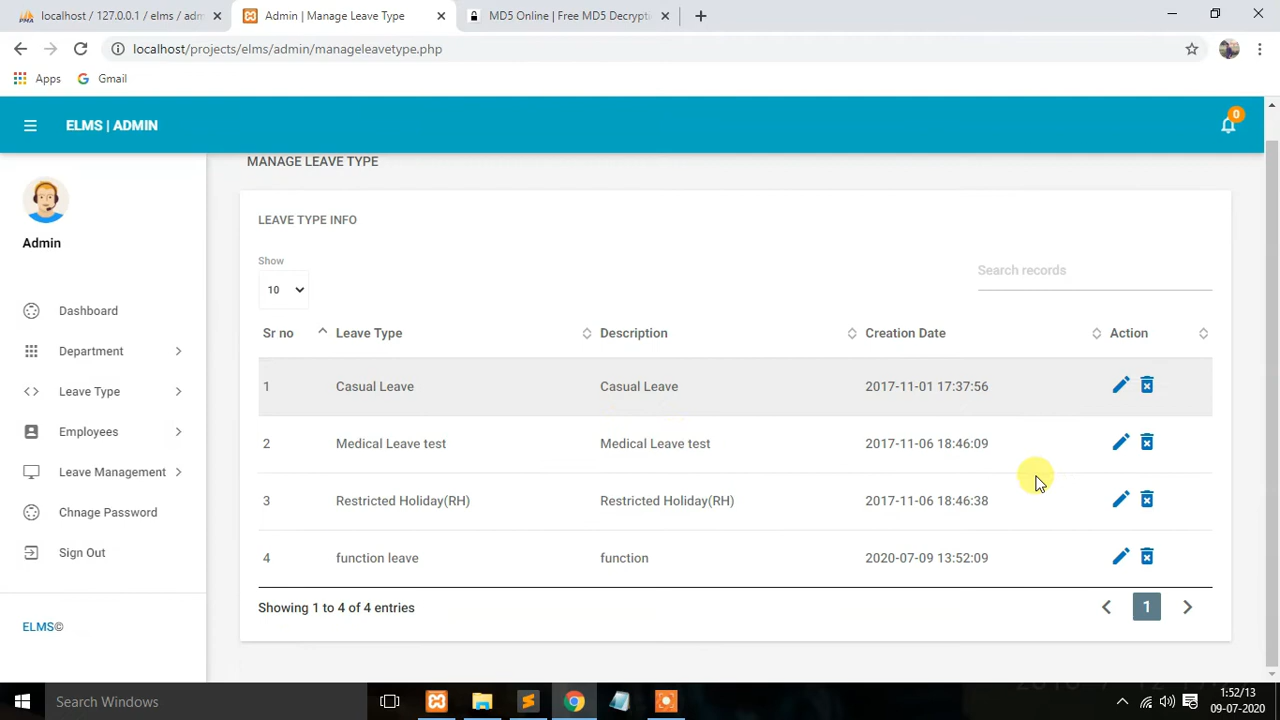 localhost / 127.0.0.1 / elms / adm
Admin | Manage Leave Type
MD5 Online | Free MD5 Decrypt
localhost/projects/elms/admin/manageleavetype.php
Apps
Gmail
ELMS | ADMIN
0
MANAGE LEAVE TYPE
Admin
Dashboard
Department
Leave Type
Employees
Leave Management
Chnage Password
Sign Out
ELMS©
LEAVE TYPE INFO
Show
10
Search records
Sr no Leave Type Description Creation Date Action
1 Casual Leave Casual Leave 2017-11-01 17:37:56
2 Medical Leave test Medical Leave test 2017-11-06 18:46:09
3 Restricted Holiday(RH) Restricted Holiday(RH) 2017-11-06 18:46:38
4 function leave function 2020-07-09 13:52:09
Showing 1 to 4 of 4 entries
1
Search Windows
1:52/13
09-07-2020